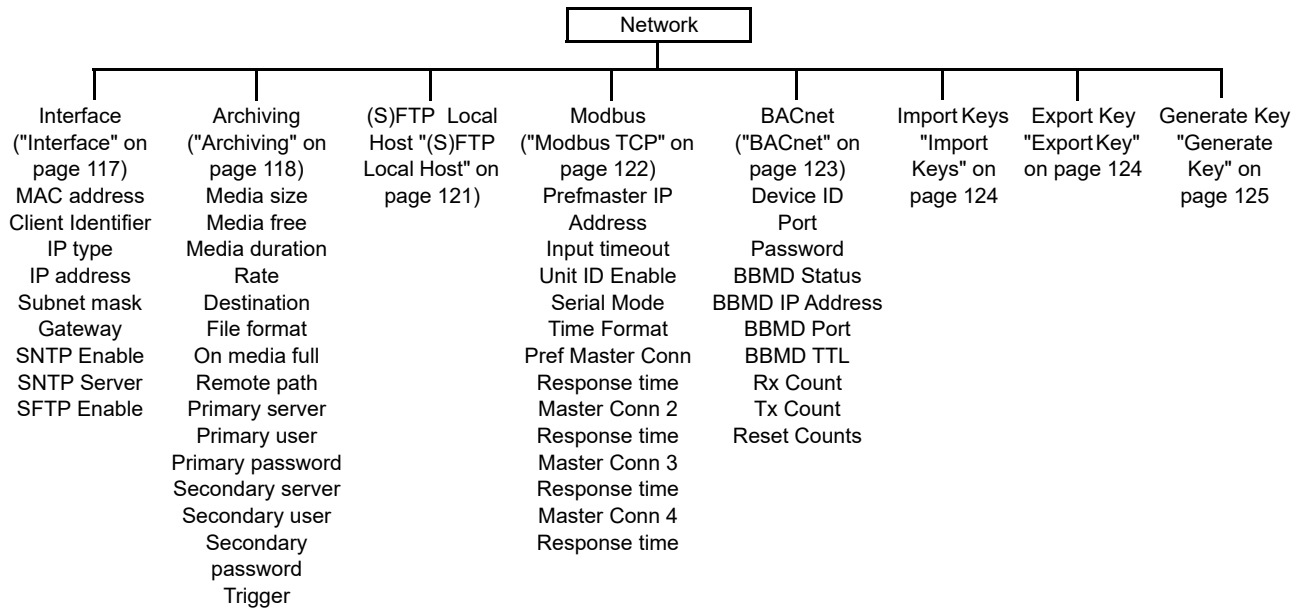 Network
Interface
("Interface" on
page 117)
MAC address
Client Identifier
IP type
IP address
Subnet mask
Gateway
SNTP Enable
SNTP Server
SFTP Enable
Archiving
("Archiving" on
page 118)
Media size
Media free
Media duration
Rate
Destination
File format
On media full
Remote path
Primary server
Primary user
Primary password
Secondary server
Secondary user
Secondary
password
Trigger
(S)FTP Local
Host "(S)FTP
Local Host" on
page 121)
Modbus
("Modbus TCP" on
page 122)
Prefmaster IP
Address
Input timeout
Unit ID Enable
Serial Mode
Time Format
Pref Master Conn
Response time
Master Conn 2
Response time
Master Conn 3
Response time
Master Conn 4
Response time
BACnet
("BACnet" on
page 123)
Device ID
Port
Password
BBMD Status
BBMD IP Address
BBMD Port
BBMD TTL
Rx Count
Tx Count
Reset Counts
Import Keys
"Import
Keys" on
page 124
Export Key
"Export Key"
on page 124
Generate Key
"Generate
Key" on
page 125